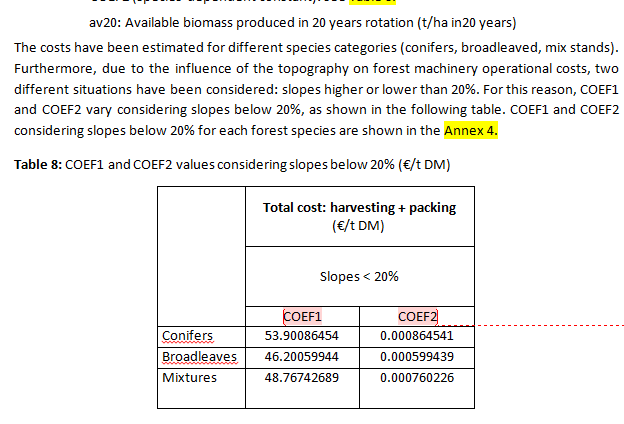 av20: Available biomass produced in 20 years rotation (t/ha in20 years)
The costs have been estimated for different species categories (conifers, broadleaved, mix stands).
Furthermore, due to the influence of the topography on forest machinery operational costs, two
different situations have been considered: slopes higher or lower than 20%. For this reason, COEF1
and COEF2 vary considering slopes below 20%, as shown in the following table. COEF1 and COEF2
considering slopes below 20% for each forest species are shown in the Annex 4.
Table 8: COEF1 and COEF2 values considering slopes below 20% (€/t DM)
Total cost: harvesting + packing
(€/t DM)
Slopes < 20%
COEF1 COEF2
Conifers 53.90086454 0.000864541
Broadleaves 46.20059944 0.000599439
Mixtures 48.76742689 0.000760226